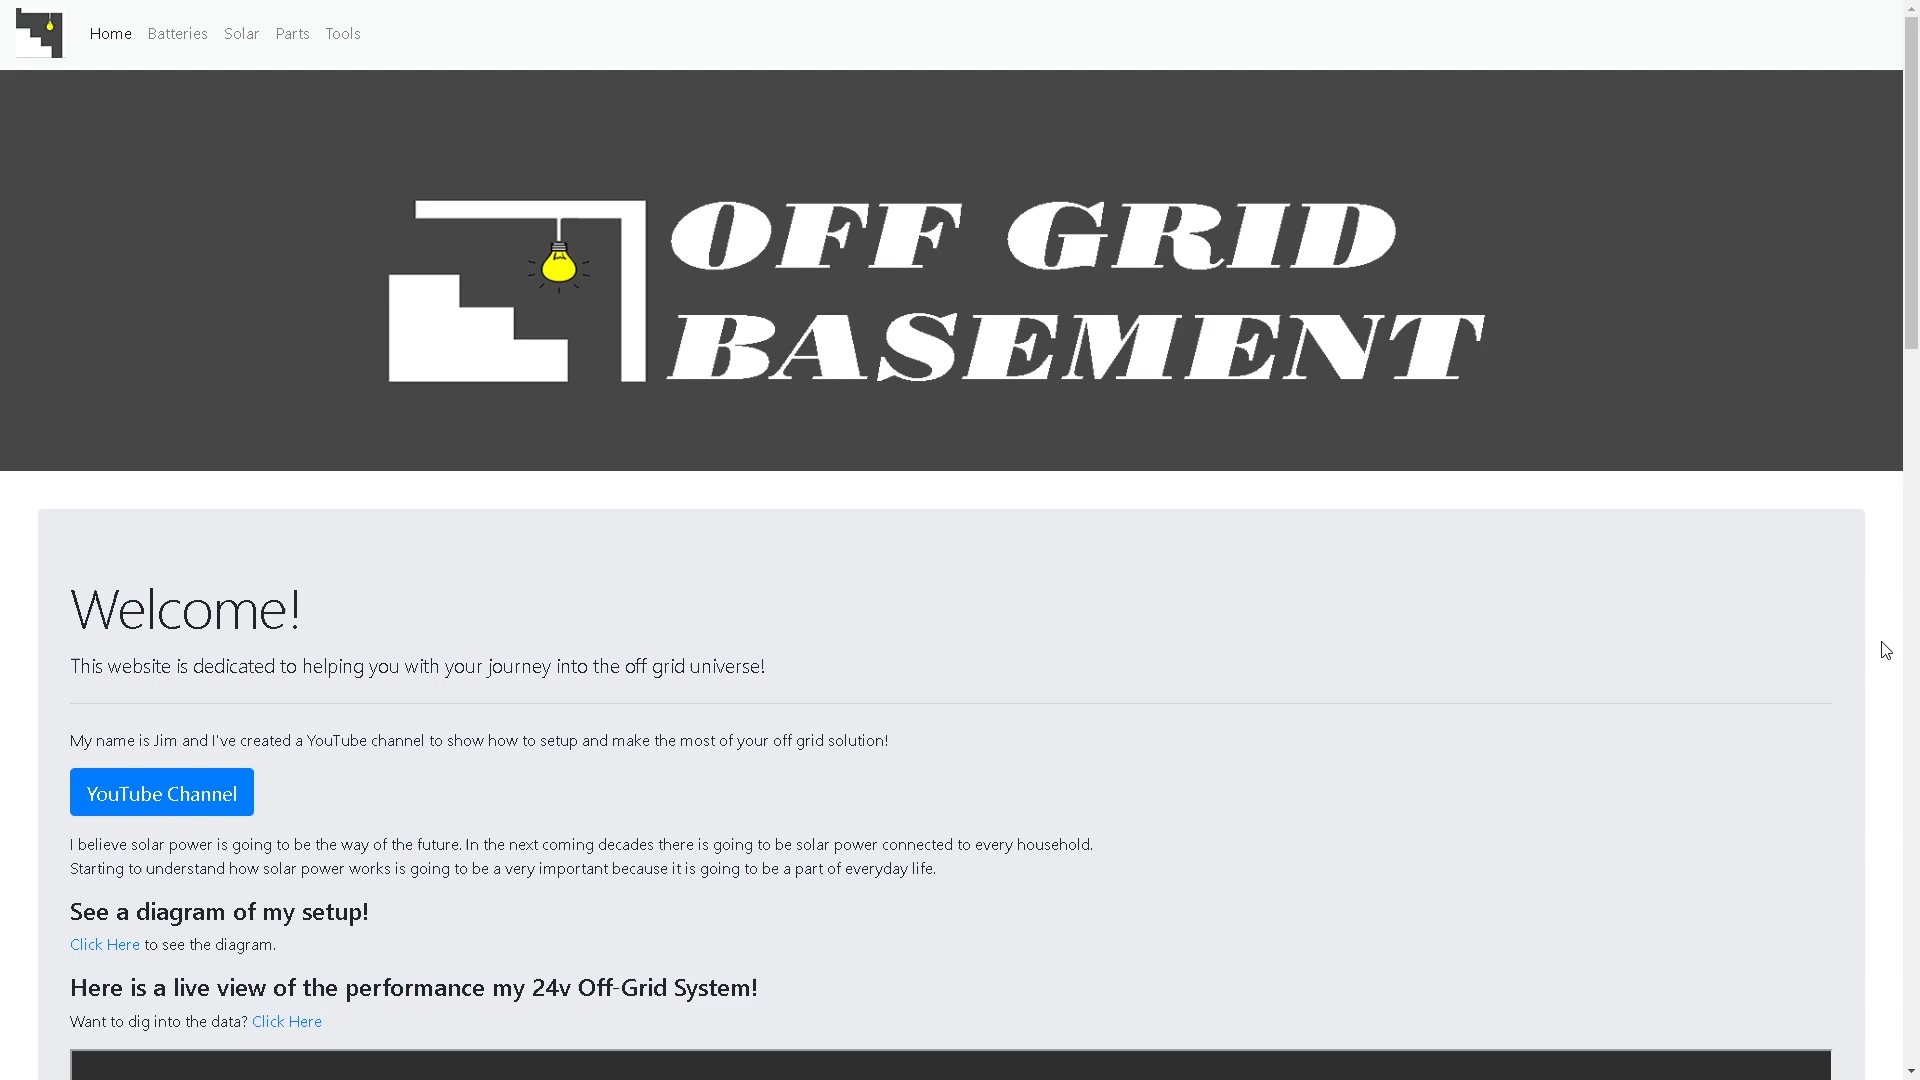 Home Batteries Solar Parts Tools
OFF GRID
BASEMENT
Welcome!
This website is dedicated to helping you with your journey into the off grid universe!
My name is Jim and I've created a YouTube channel to show how to setup and make the most of your off grid solution!
YouTube Channel
I believe solar power is going to be the way of the future. In the next coming decades there is going to be solar power connected to every household.
Starting to understand how solar power works is going to be a very important because it is going to be a part of everyday life.
See a diagram of my setup!
Click Here to see the diagram.
Here is a live view of the performance my 24v Off-Grid System!
Want to dig into the data? Click Here